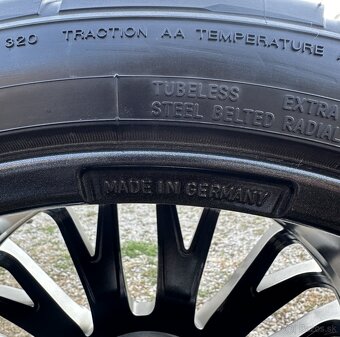 320 TRACTION AA TEMPERATURE
TUBELESS EXTRA
STEEL BELTED RADIAL
MADE IN GERMANY